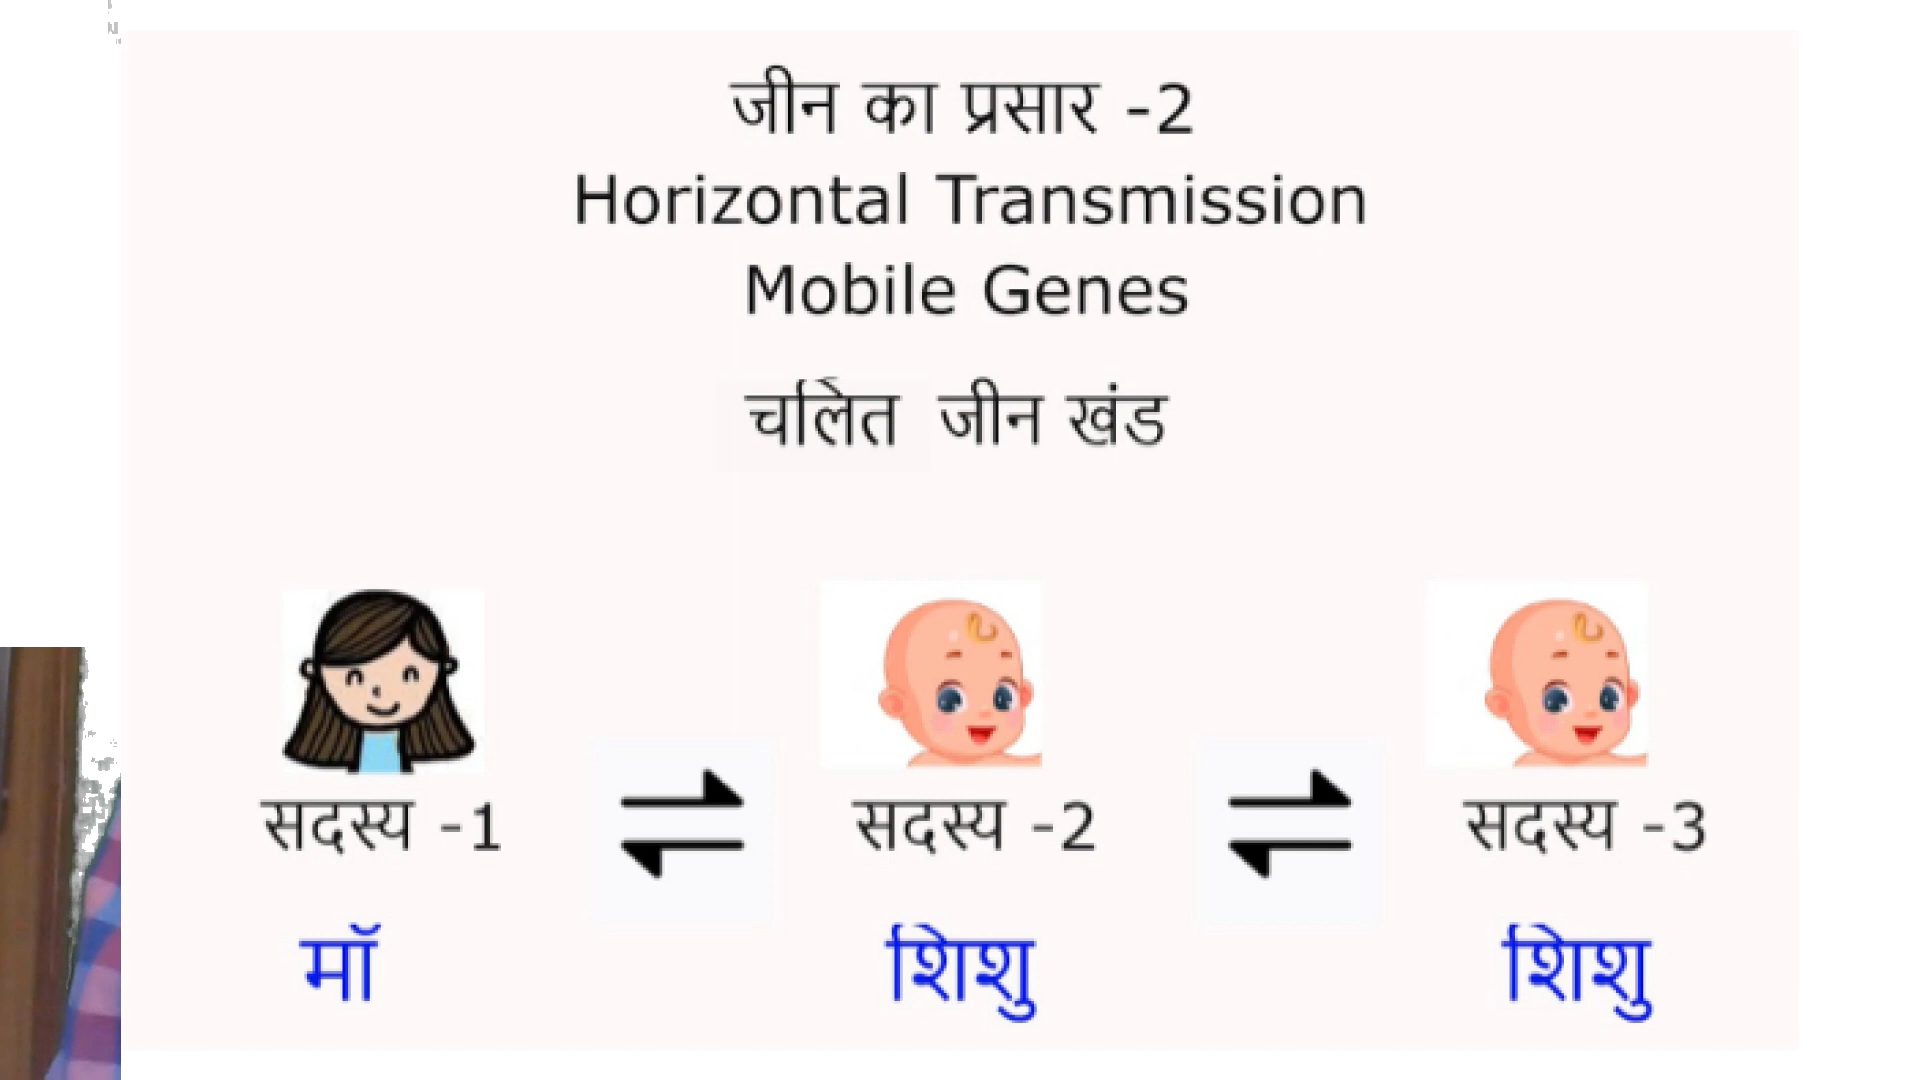 जीन का प्रसार -2
Horizontal Transmission
Mobile Genes
चलित जीन खंड
सदस्य -1 सदस्य -2 सदस्य -3
मॉ शिशु शिशु